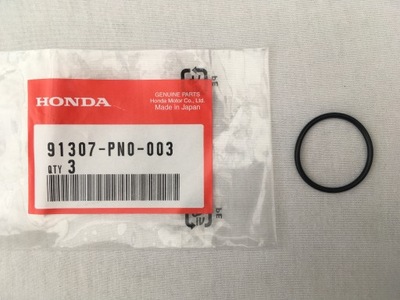 HONDA
GENUINE PARTS
Honda Motor Co., Ltd.
Made in Japan
91307-PN0-003
QTY 3